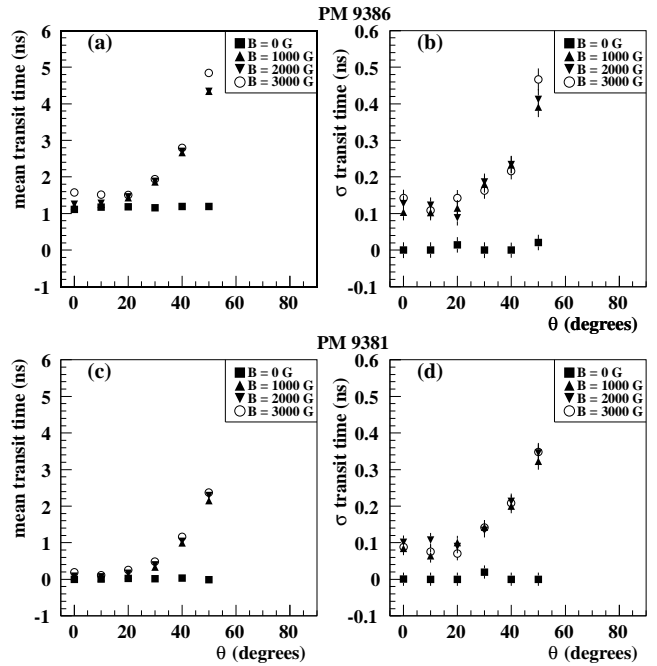 PM 9386
(a)
B = 0 G
B = 1000 G
B = 2000 G
B = 3000 G
mean transit time (ns)
6
5
4
3
2
1
0
-1
0
20
40
60
80
(b)
B = 0 G
B = 1000 G
B = 2000 G
B = 3000 G
σ transit time (ns)
0.6
0.5
0.4
0.3
0.2
0.1
0
-0.1
0
20
40
60
80
θ (degrees)
PM 9381
(c)
B = 0 G
B = 1000 G
B = 2000 G
B = 3000 G
mean transit time (ns)
6
5
4
3
2
1
0
-1
0
20
40
60
80
θ (degrees)
(d)
B = 0 G
B = 1000 G
B = 2000 G
B = 3000 G
σ transit time (ns)
0.6
0.5
0.4
0.3
0.2
0.1
0
-0.1
0
20
40
60
80
θ (degrees)